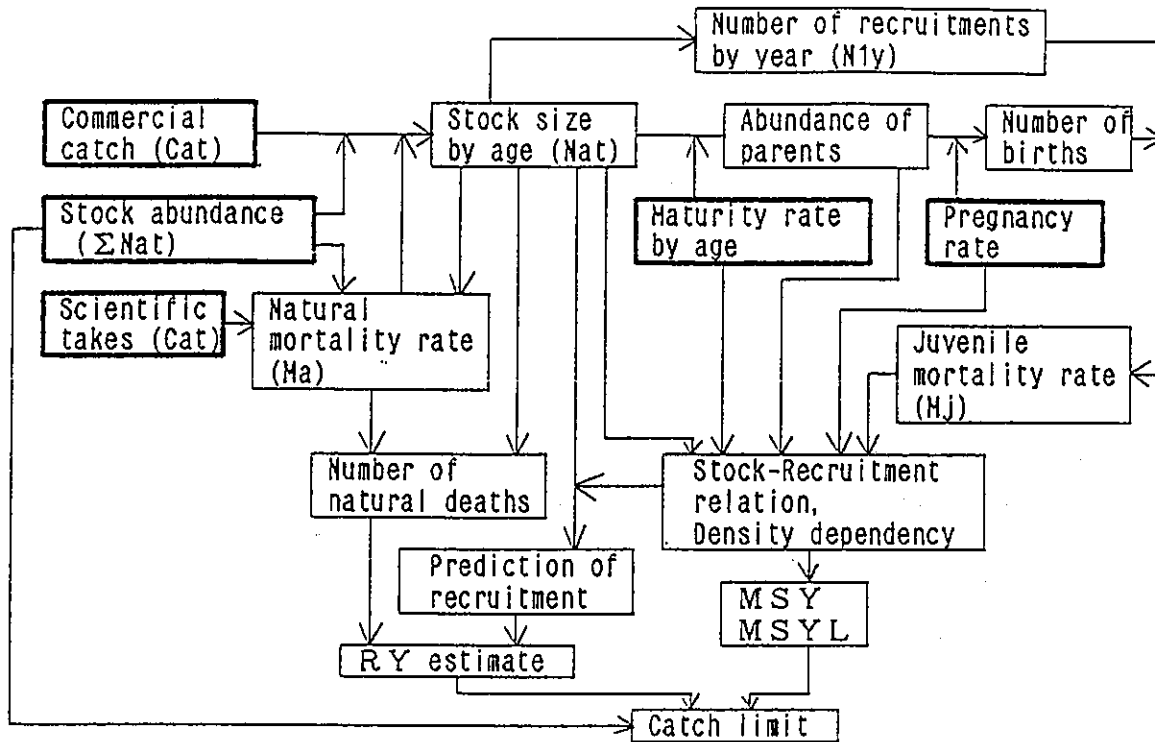 Number of recruitments
by year (N1y)
Commercial
catch (Cat)
Stock size
by age (Nat)
Abundance of
parents
Number of
births
Stock abundance
(ΣNat)
Maturity rate
by age
Pregnancy
rate
Scientific
takes (Cat)
Natural
mortality rate
(Ma)
Juvenile
mortality rate
(Mj)
Number of
natural deaths
Stock-Recruitment
relation,
Density dependency
Prediction of
recruitment
MSY
MSYL
RY estimate
Catch limit